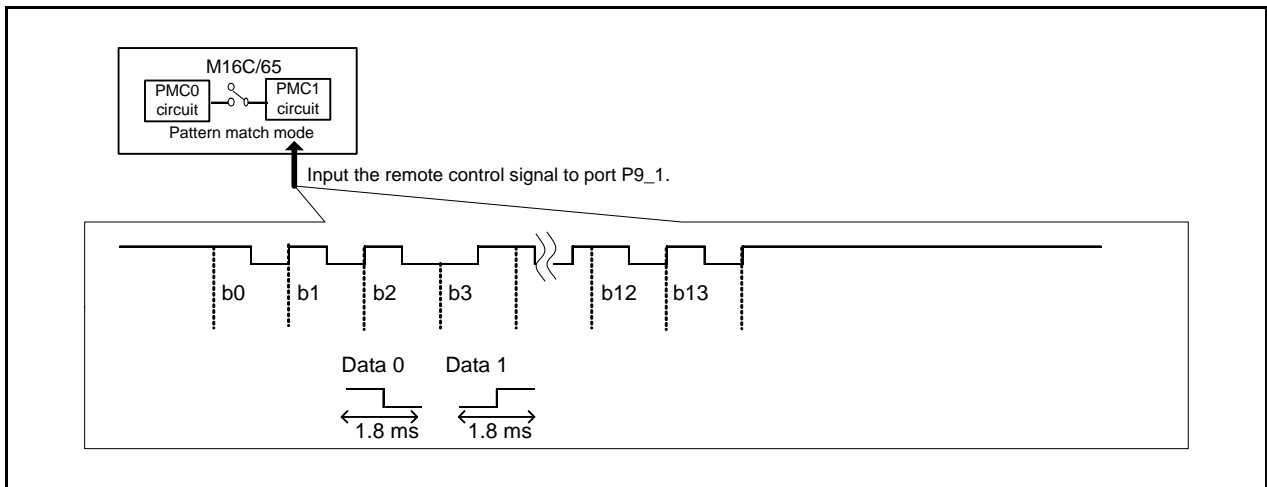 M16C/65
PMC0 circuit
PMC1 circuit
Pattern match mode
Input the remote control signal to port P9_1.
b0 b1 b2 b3 b12 b13
Data 0 Data 1
1.8 ms 1.8 ms